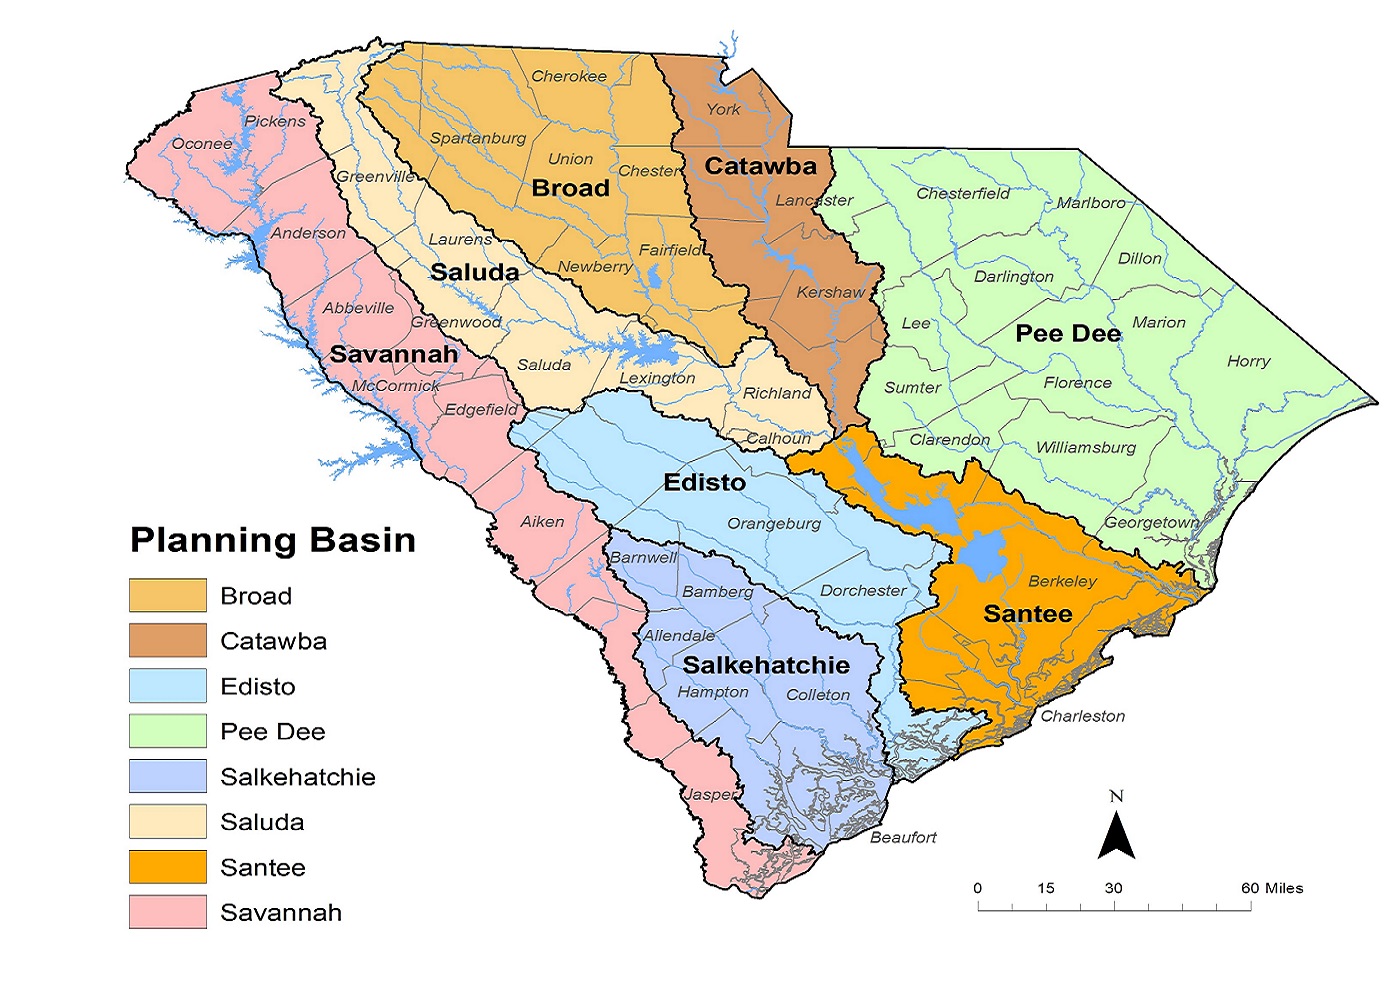 Cherokee
York
Pickens
Oconee
Spartanburg
Union
Chester
Catawba
Greenville
Broad
Lancaster
Chesterfield
Marlboro
Anderson
Laurens
Fairfield
Newberry
Saluda
Dillon
Darlington
Kershaw
Abbeville
Greenwood
Lee
Pee Dee
Marion
Savannah
Saluda
Lexington
Horry
McCormick
Edgefield
Richland
Sumter
Florence
Calhoun
Clarendon
Williamsburg
Edisto
Aiken
Orangeburg
Georgetown
Planning Basin
Barnwell
Bamberg
Dorchester
Berkeley
Santee
Allendale
Salkehatchie
Hampton
Colleton
Charleston
Jasper
Beaufort
Broad
Catawba
Edisto
Pee Dee
Salkehatchie
Saluda
Santee
Savannah
N
0 15 30 60 Miles